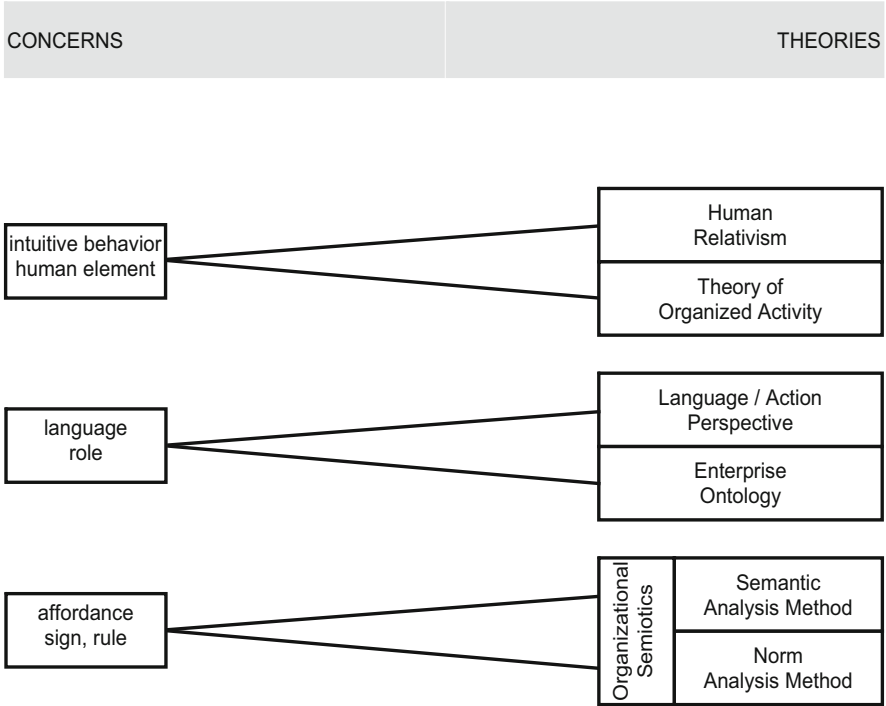 CONCERNS
THEORIES
intuitive behavior
human element
Human
Relativism
Theory of
Organized Activity
language
role
Language / Action
Perspective
Enterprise
Ontology
affordance
sign, rule
Organizational
Semiotics
Semantic
Analysis Method
Norm
Analysis Method